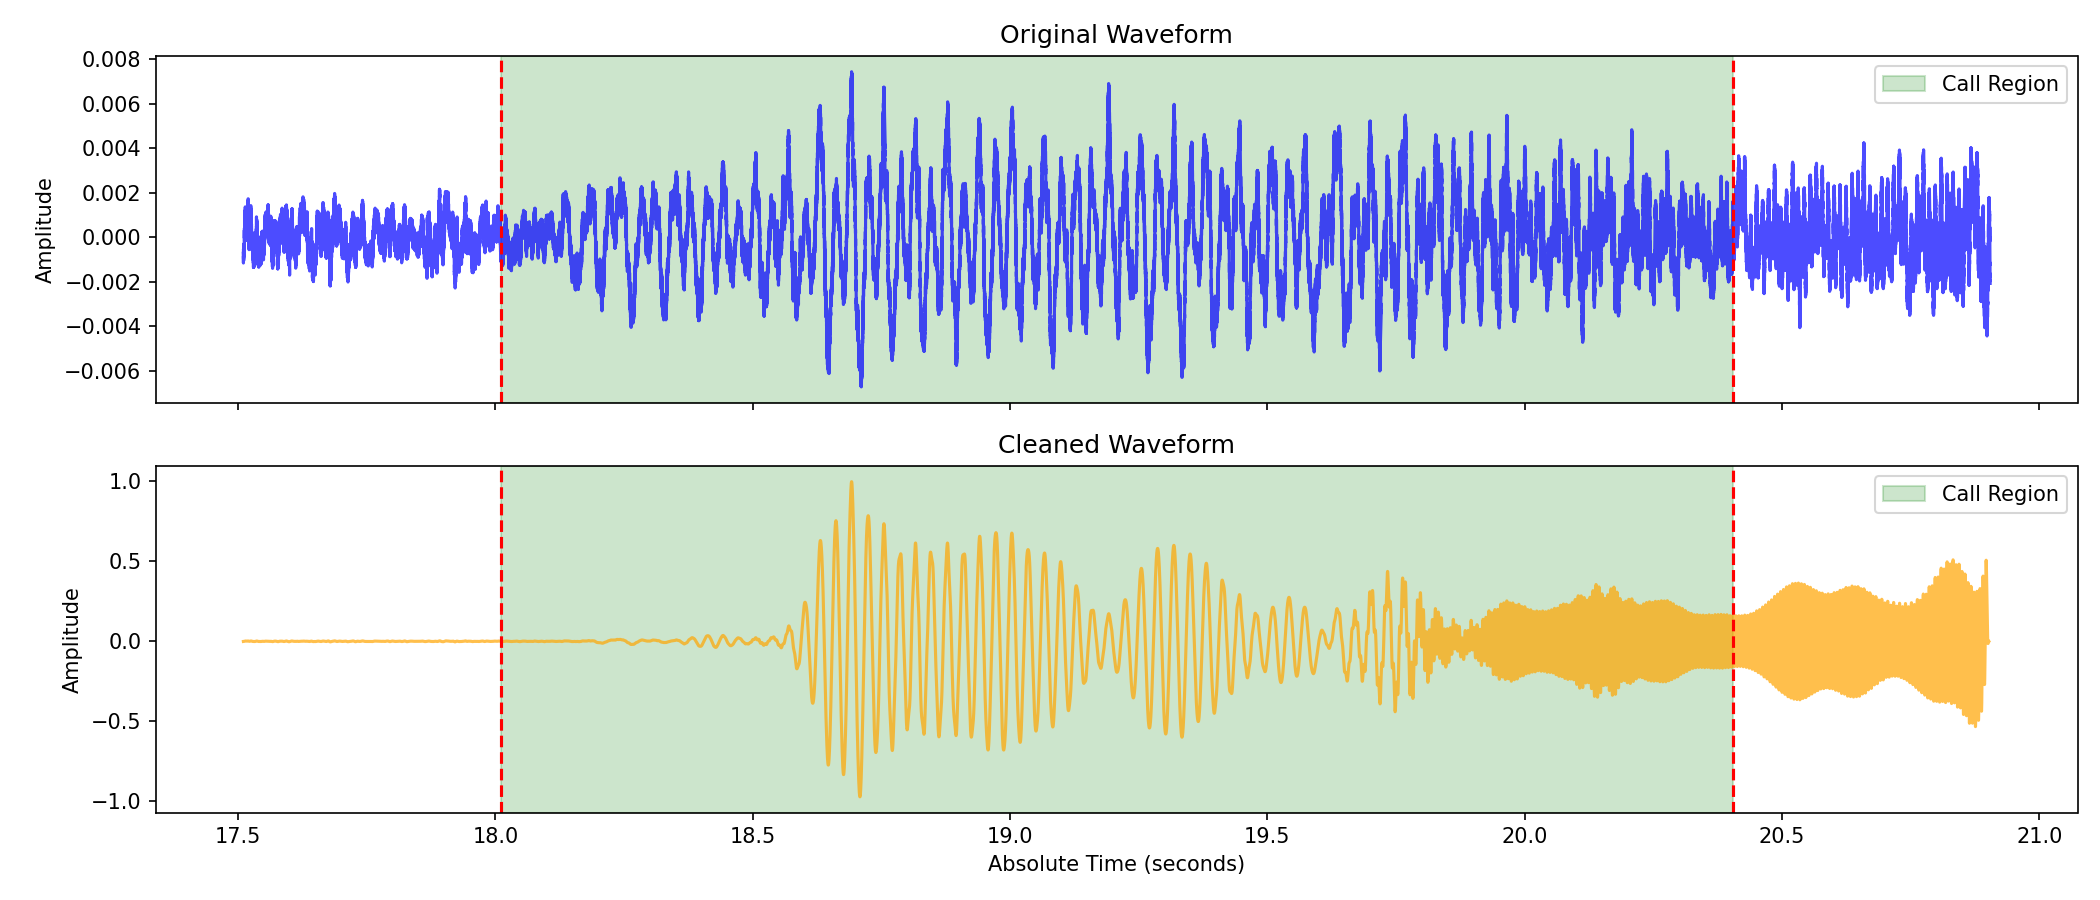 Original Waveform
Amplitude
0.008
0.006
0.004
0.002
0.000
−0.002
−0.004
−0.006
Call Region
Cleaned Waveform
Amplitude
1.0
0.5
0.0
−0.5
−1.0
Call Region
17.5 18.0 18.5 19.0 19.5 20.0 20.5 21.0
Absolute Time (seconds)